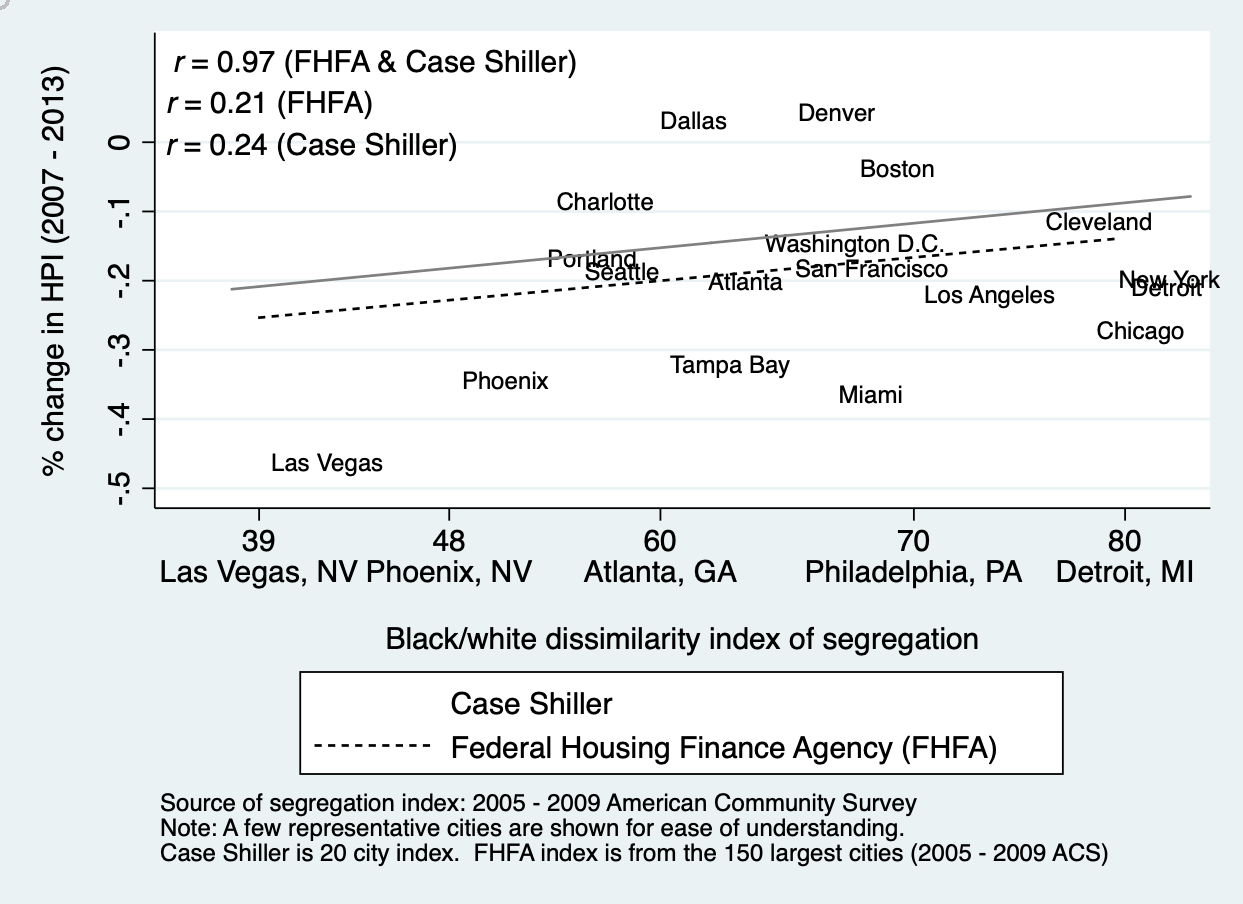 r = 0.97 (FHFA & Case Shiller)
r = 0.21 (FHFA)
r = 0.24 (Case Shiller)
% change in HPI (2007 - 2013)
0
-.1
-.2
-.3
-.4
-.5
Dallas
Denver
Boston
Charlotte
Cleveland
Washington D.C.
Portland
Seattle
San Francisco
Atlanta
New York
Detroit
Los Angeles
Chicago
Tampa Bay
Phoenix
Miami
Las Vegas
39 48 60 70 80
Las Vegas, NV Phoenix, NV Atlanta, GA Philadelphia, PA Detroit, MI
Black/white dissimilarity index of segregation
Case Shiller
Federal Housing Finance Agency (FHFA)
Source of segregation index: 2005 - 2009 American Community Survey
Note: A few representative cities are shown for ease of understanding.
Case Shiller is 20 city index.  FHFA index is from the 150 largest cities (2005 - 2009 ACS)